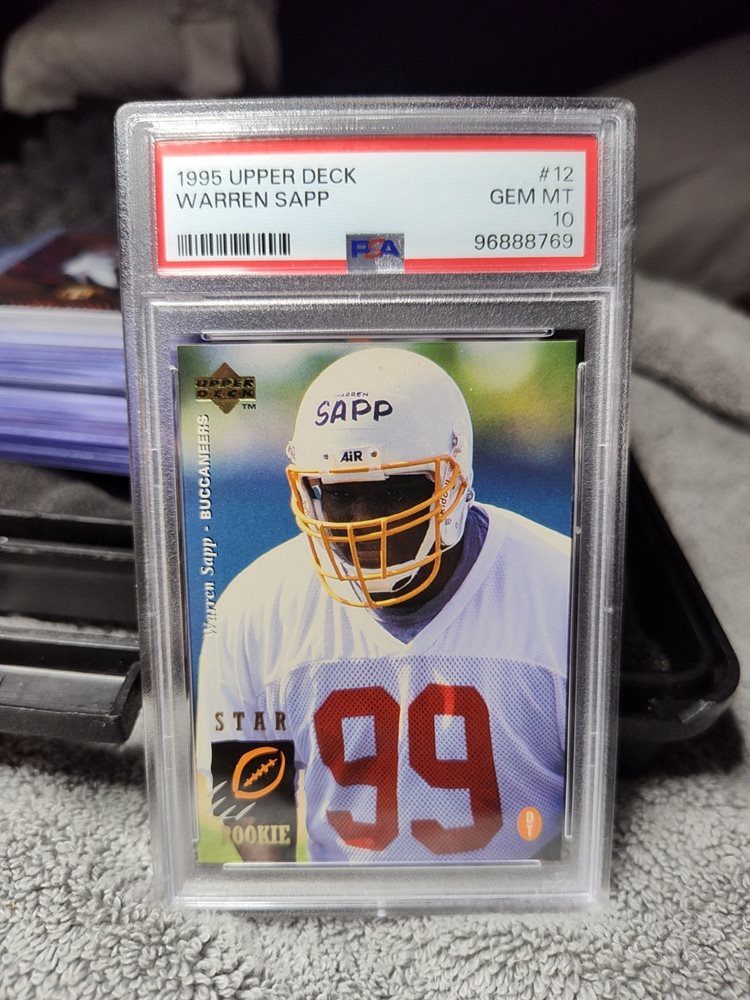 1995 UPPER DECK #12
WARREN SAPP GEM MT
10
PSA 96888769
UPPER
DECK
TM
Warren Sapp - BUCCANEERS
WARREN
SAPP
AiR
STAR
ROOKIE
99
D
T